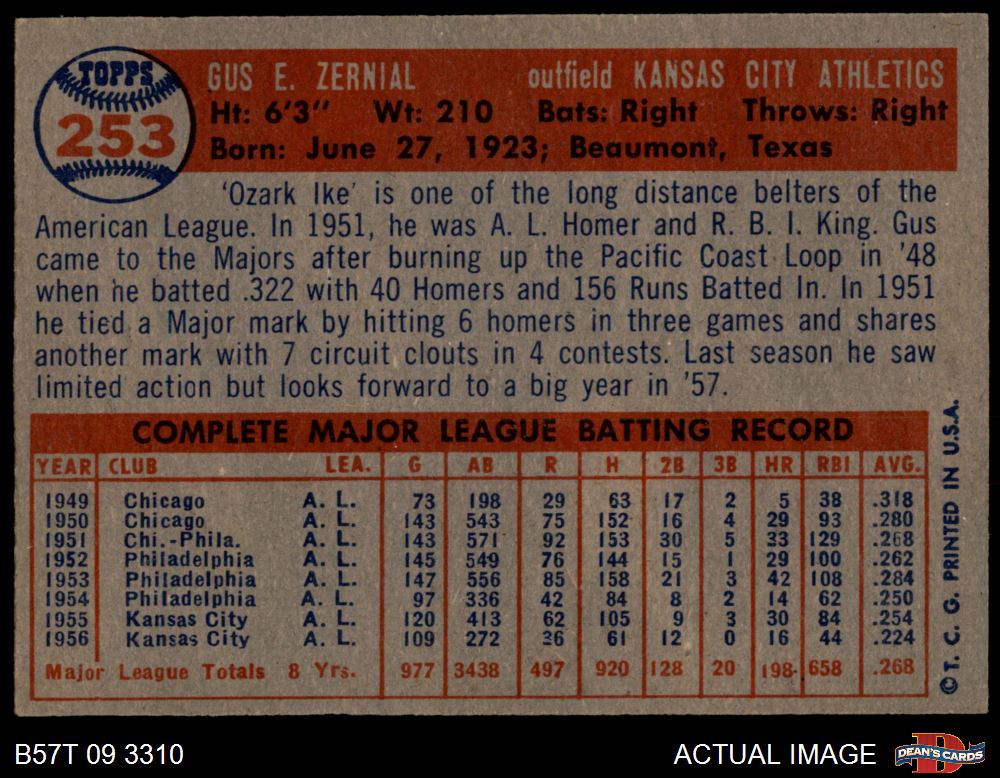 TOPPS
253
GUS E. ZERNIAL outfield KANSAS CITY ATHLETICS
Ht: 6'3" Wt: 210 Bats: Right Throws: Right
Born: June 27, 1923; Beaumont, Texas
'Ozark Ike' is one of the long distance belters of the
American League. In 1951, he was A. L. Homer and R. B. I. King. Gus
came to the Majors after burning up the Pacific Coast Loop in '48
when he batted .322 with 40 Homers and 156 Runs Batted In. In 1951
he tied a Major mark by hitting 6 homers in three games and shares
another mark with 7 circuit clouts in 4 contests. Last season he saw
limited action but looks forward to a big year in '57.
COMPLETE MAJOR LEAGUE BATTING RECORD
YEAR CLUB LEA. G AB R H 2B 3B HR RBI AVG.
1949 Chicago A. L. 73 198 29 63 17 2 5 38 .318
1950 Chicago A. L. 143 543 75 152 16 4 29 93 .280
1951 Chi.-Phila. A. L. 143 571 92 153 30 5 33 129 .268
1952 Philadelphia A. L. 145 549 76 144 15 1 29 100 .262
1953 Philadelphia A. L. 147 556 85 158 21 3 42 108 .284
1954 Philadelphia A. L. 97 336 42 84 8 2 14 62 .250
1955 Kansas City A. L. 120 413 62 105 9 3 30 84 .254
1956 Kansas City A. L. 109 272 36 61 12 0 16 44 .224
Major League Totals 8 Yrs. 977 3438 497 920 128 20 198 658 .268
© T. C. G. PRINTED IN U.S.A.
B57T 09 3310
ACTUAL IMAGE
DEAN'S CARDS